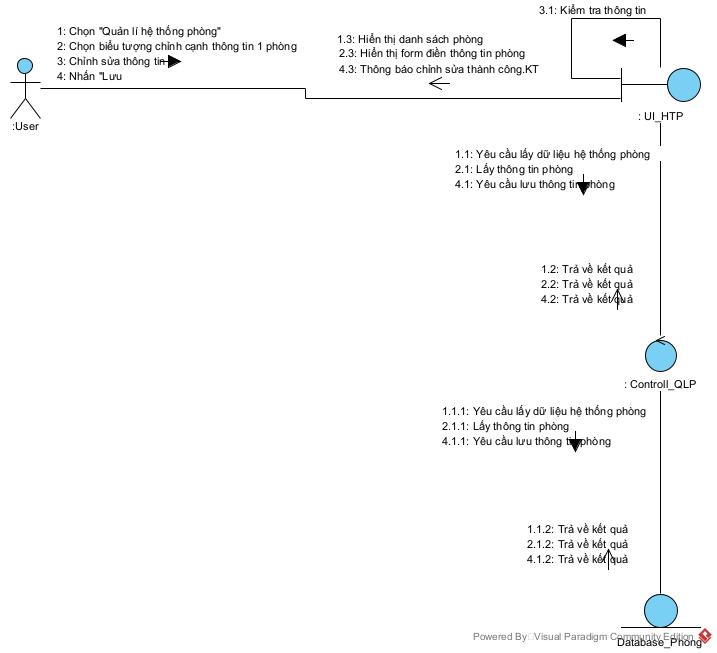 3.1: Kiểm tra thông tin
1: Chọn "Quản lí hệ thống phòng"
2: Chọn biểu tượng chỉnh cạnh thông tin 1 phòng
3: Chỉnh sửa thông tin
4: Nhấn "Lưu
1.3: Hiển thị danh sách phòng
2.3: Hiển thị form điền thông tin phòng
4.3: Thông báo chỉnh sửa thành công.KT
:User
: UI_HTP
1.1: Yêu cầu lấy dữ liệu hệ thống phòng
2.1: Lấy thông tin phòng
4.1: Yêu cầu lưu thông tin phòng
1.2: Trả về kết quả
2.2: Trả về kết quả
4.2: Trả về kết quả
: Controll_QLP
1.1.1: Yêu cầu lấy dữ liệu hệ thống phòng
2.1.1: Lấy thông tin phòng
4.1.1: Yêu cầu lưu thông tin phòng
1.1.2: Trả về kết quả
2.1.2: Trả về kết quả
4.1.2: Trả về kết quả
Powered By Visual Paradigm Community Edition
Database_Phong